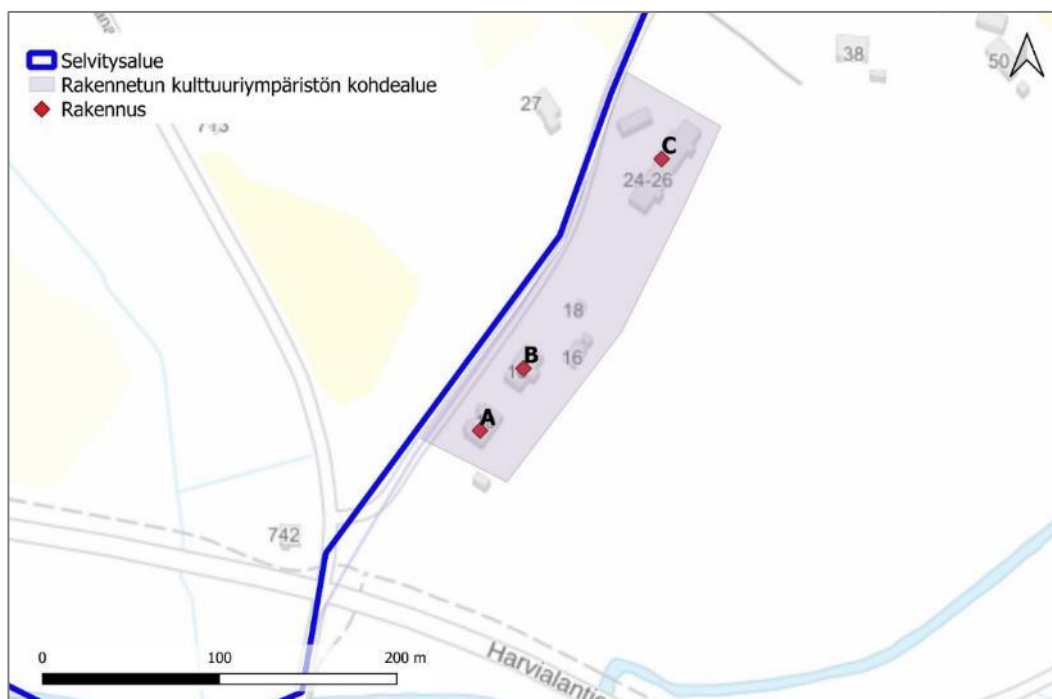 Selvitysalue
Rakennetun kulttuuriympäristön kohdealue
Rakennus
38
50
27
C
24-26
18
B
16
A
742
0 100 200 m
Harvialantie